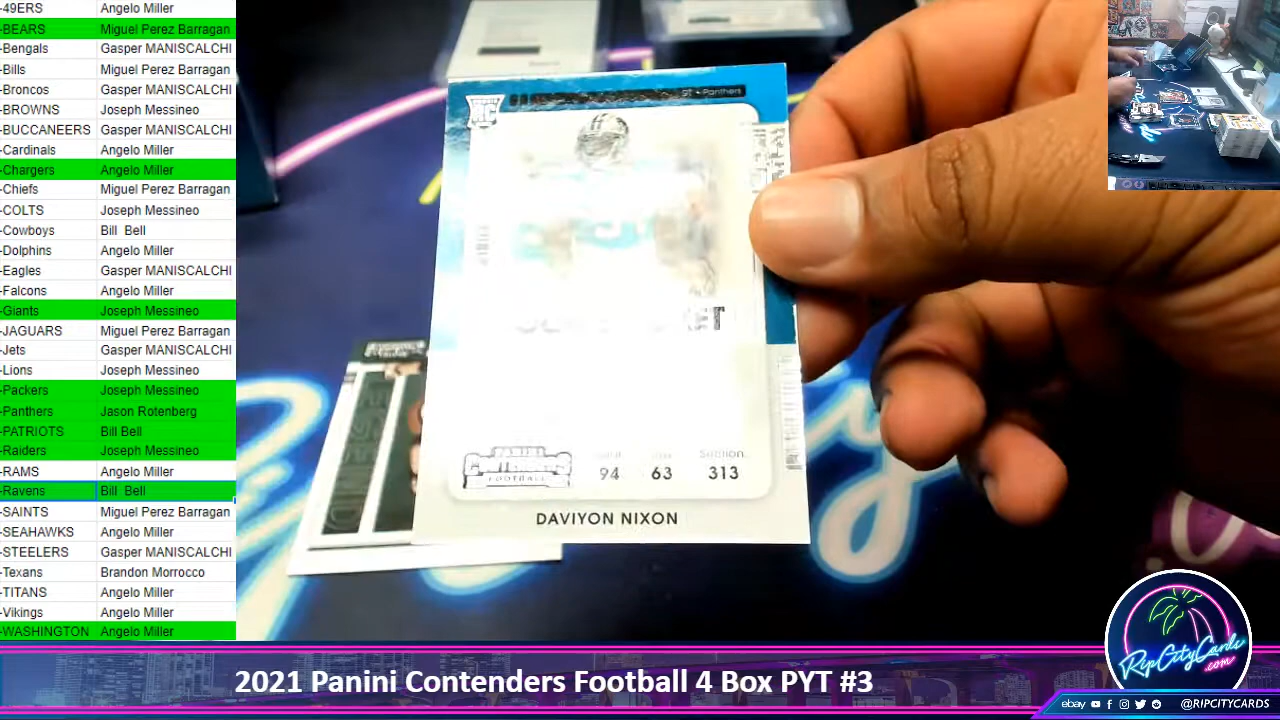 -49ERS Angelo Miller
-BEARS Miguel Perez Barragan
-Bengals Gasper MANISCALCHI
-Bills Miguel Perez Barragan
-Broncos Gasper MANISCALCHI
-BROWNS Joseph Messineo
-BUCCANEERS Gasper MANISCALCHI
-Cardinals Angelo Miller
-Chargers Angelo Miller
-Chiefs Miguel Perez Barragan
-COLTS Joseph Messineo
-Cowboys Bill Bell
-Dolphins Angelo Miller
-Eagles Gasper MANISCALCHI
-Falcons Angelo Miller
-Giants Joseph Messineo
-JAGUARS Miguel Perez Barragan
-Jets Gasper MANISCALCHI
-Lions Joseph Messineo
-Packers Joseph Messineo
-Panthers Jason Rotenberg
-PATRIOTS Bill Bell
-Raiders Joseph Messineo
-RAMS Angelo Miller
-Ravens Bill Bell
-SAINTS Miguel Perez Barragan
-SEAHAWKS Angelo Miller
-STEELERS Gasper MANISCALCHI
-Texans Brandon Morrocco
-TITANS Angelo Miller
-Vikings Angelo Miller
-WASHINGTON Angelo Miller
DT • Panthers
RC
PANINI
Contenders
FOOTBALL
94 63 313
DAVIYON NIXON
2021 Panini Contenders Football 4 Box PYT #3
RipCityCards
.com
ebay @RIPCITYCARDS